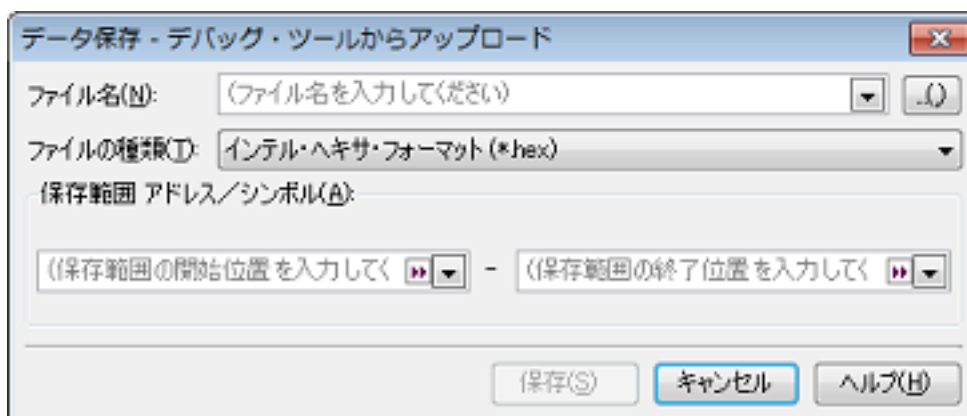 データ保存 - デバッグ・ツールからアップロード
ファイル名(N): (ファイル名を入力してください) ...
ファイルの種類(T): インテル・ヘキサ・フォーマット (*.hex)
保存範囲 アドレス／シンボル(A):
(保存範囲の開始位置を入力してく - (保存範囲の終了位置を入力してく
保存(S) キャンセル ヘルプ(H)